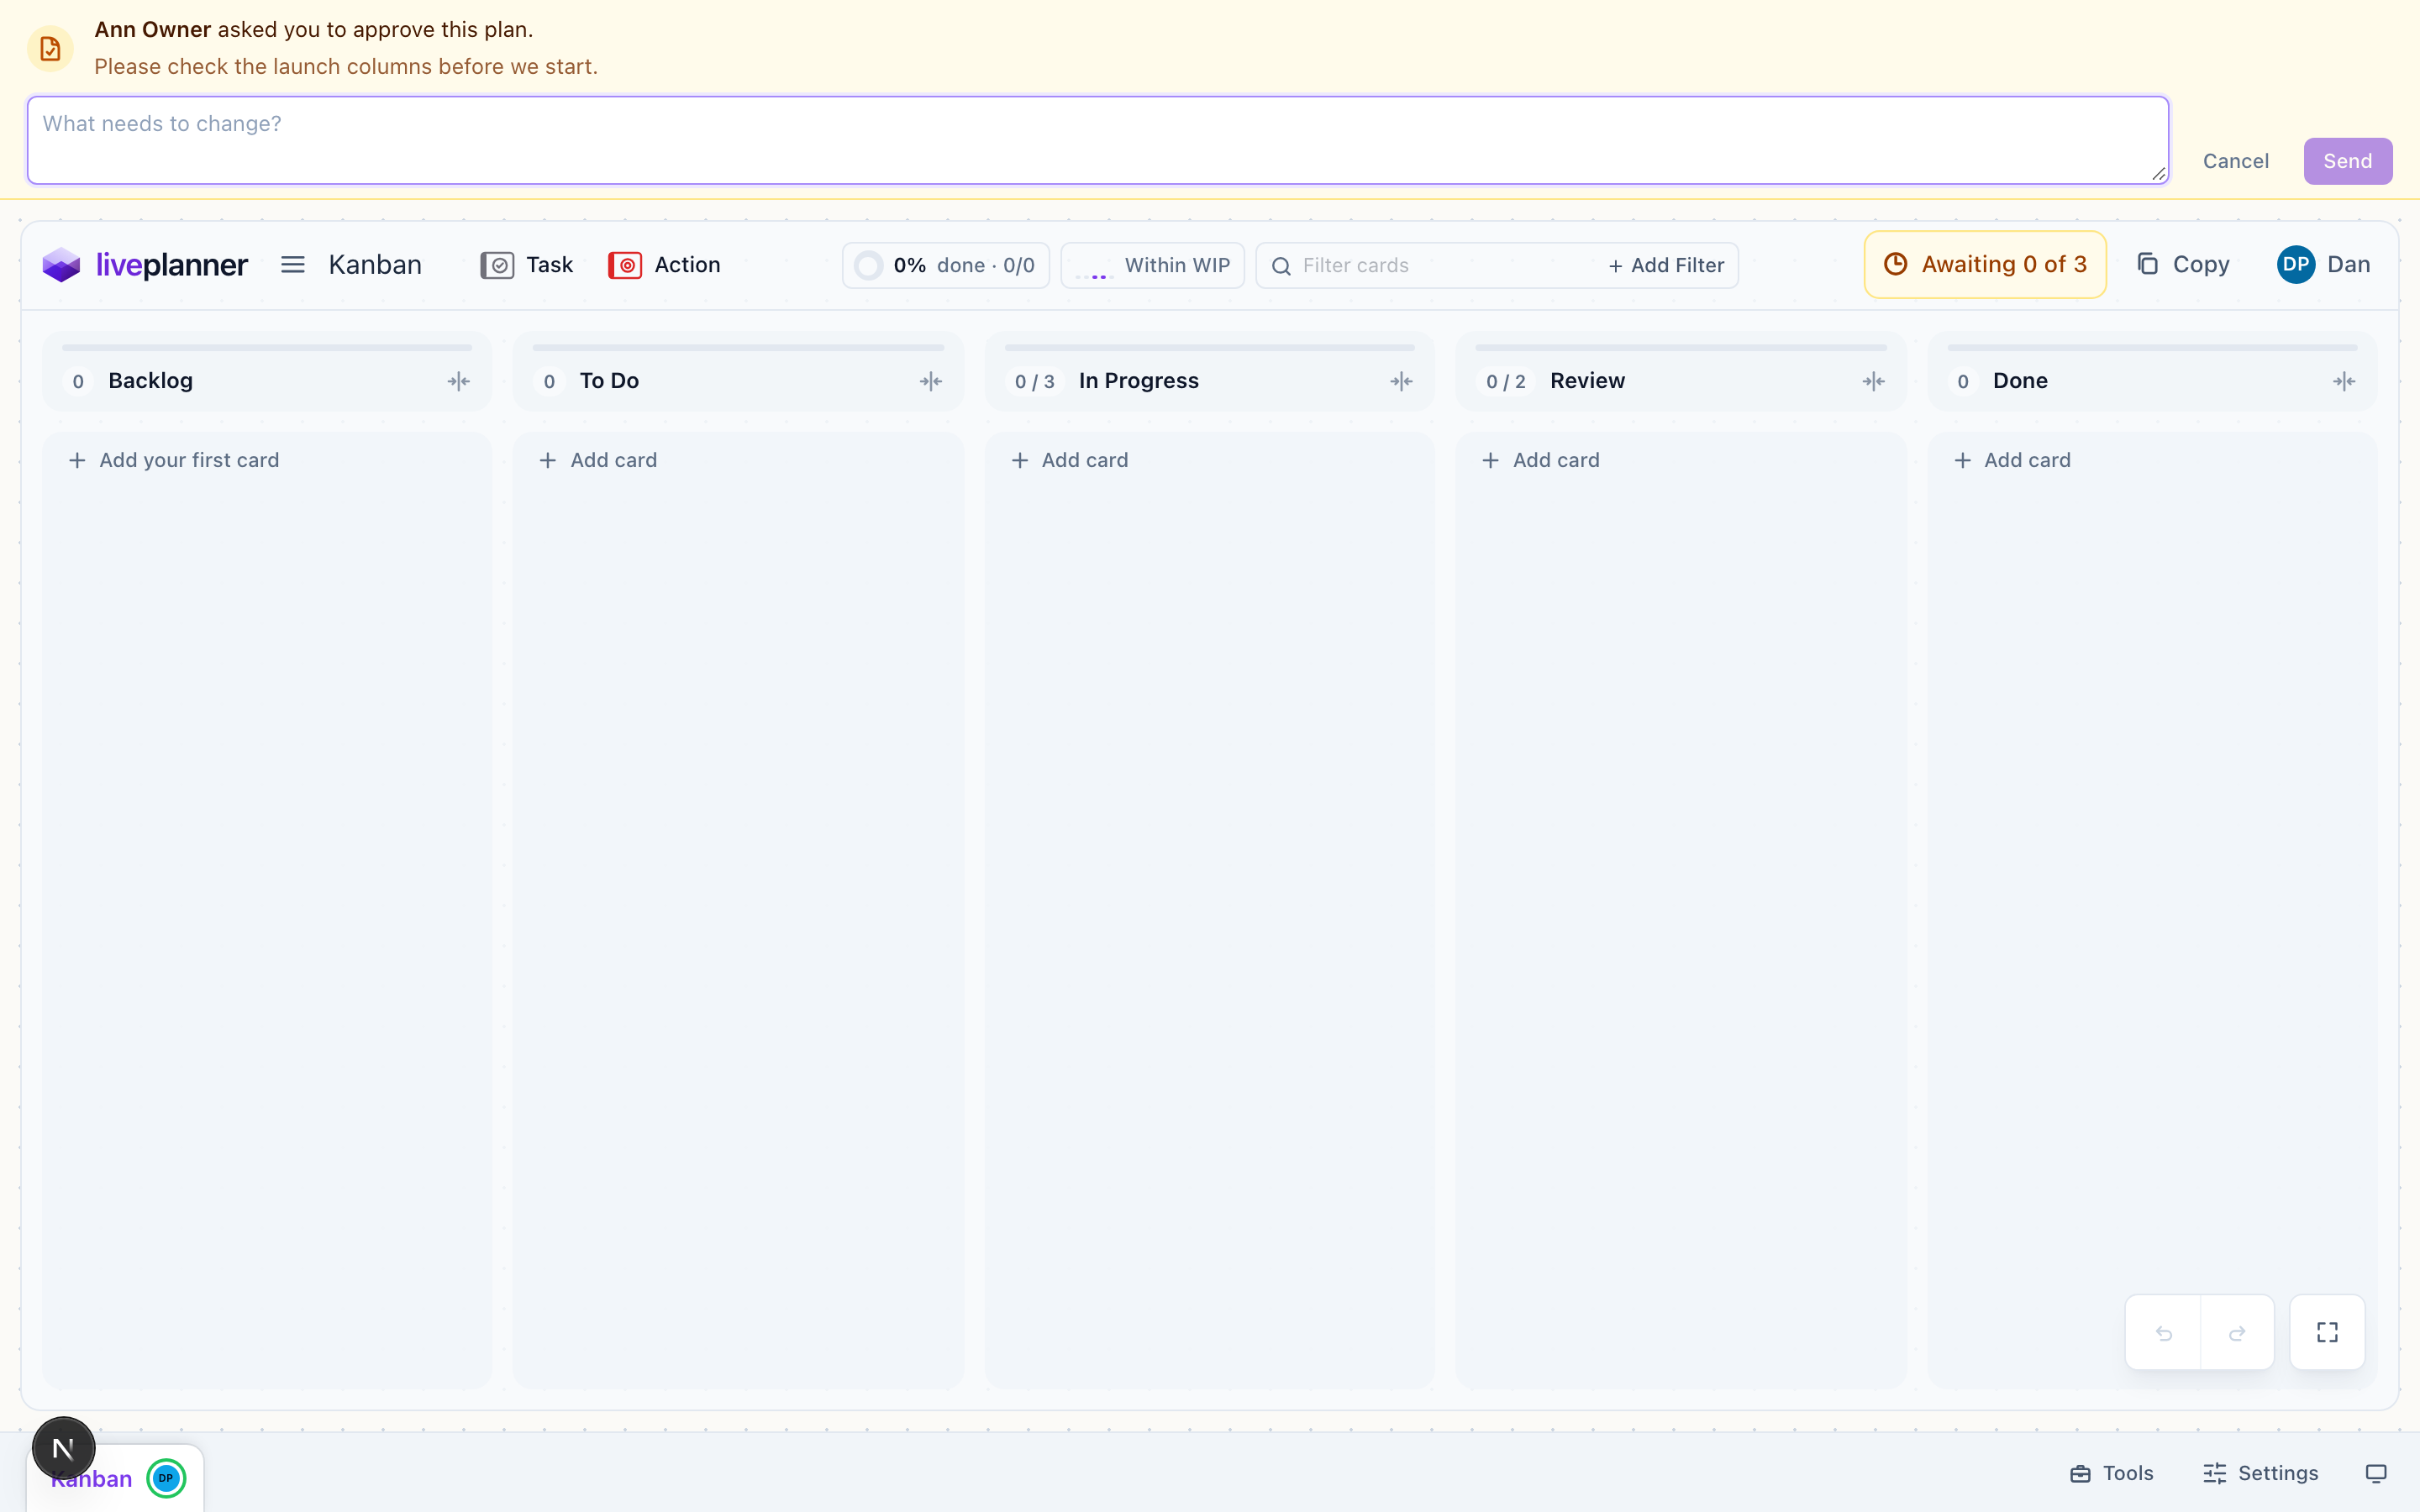 Ann Owner asked you to approve this plan.
Please check the launch columns before we start.
What needs to change?
Cancel
Send
liveplanner
Kanban
Task
Action
0% done · 0/0
Within WIP
Filter cards
+ Add Filter
Awaiting 0 of 3
Copy
DP
Dan
0 Backlog
0 To Do
0 / 3 In Progress
0 / 2 Review
0 Done
+ Add your first card
+ Add card
+ Add card
+ Add card
+ Add card
N
Kanban
DP
Tools
Settings